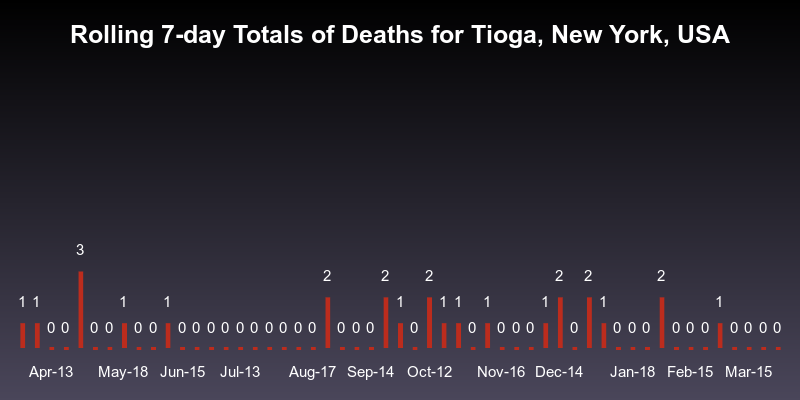 Rolling 7-day Totals of Deaths for Tioga, New York, USA
3
2 2 2 2 2 2
1 1 1 1 1 1 1 1 1 1 1
0 0 0 0 0 0 0 0 0 0 0 0 0 0 0 0 0 0 0 0 0 0 0 0 0 0 0 0 0 0 0 0 0 0 0
Apr-13 May-18 Jun-15 Jul-13 Aug-17 Sep-14 Oct-12 Nov-16 Dec-14 Jan-18 Feb-15 Mar-15